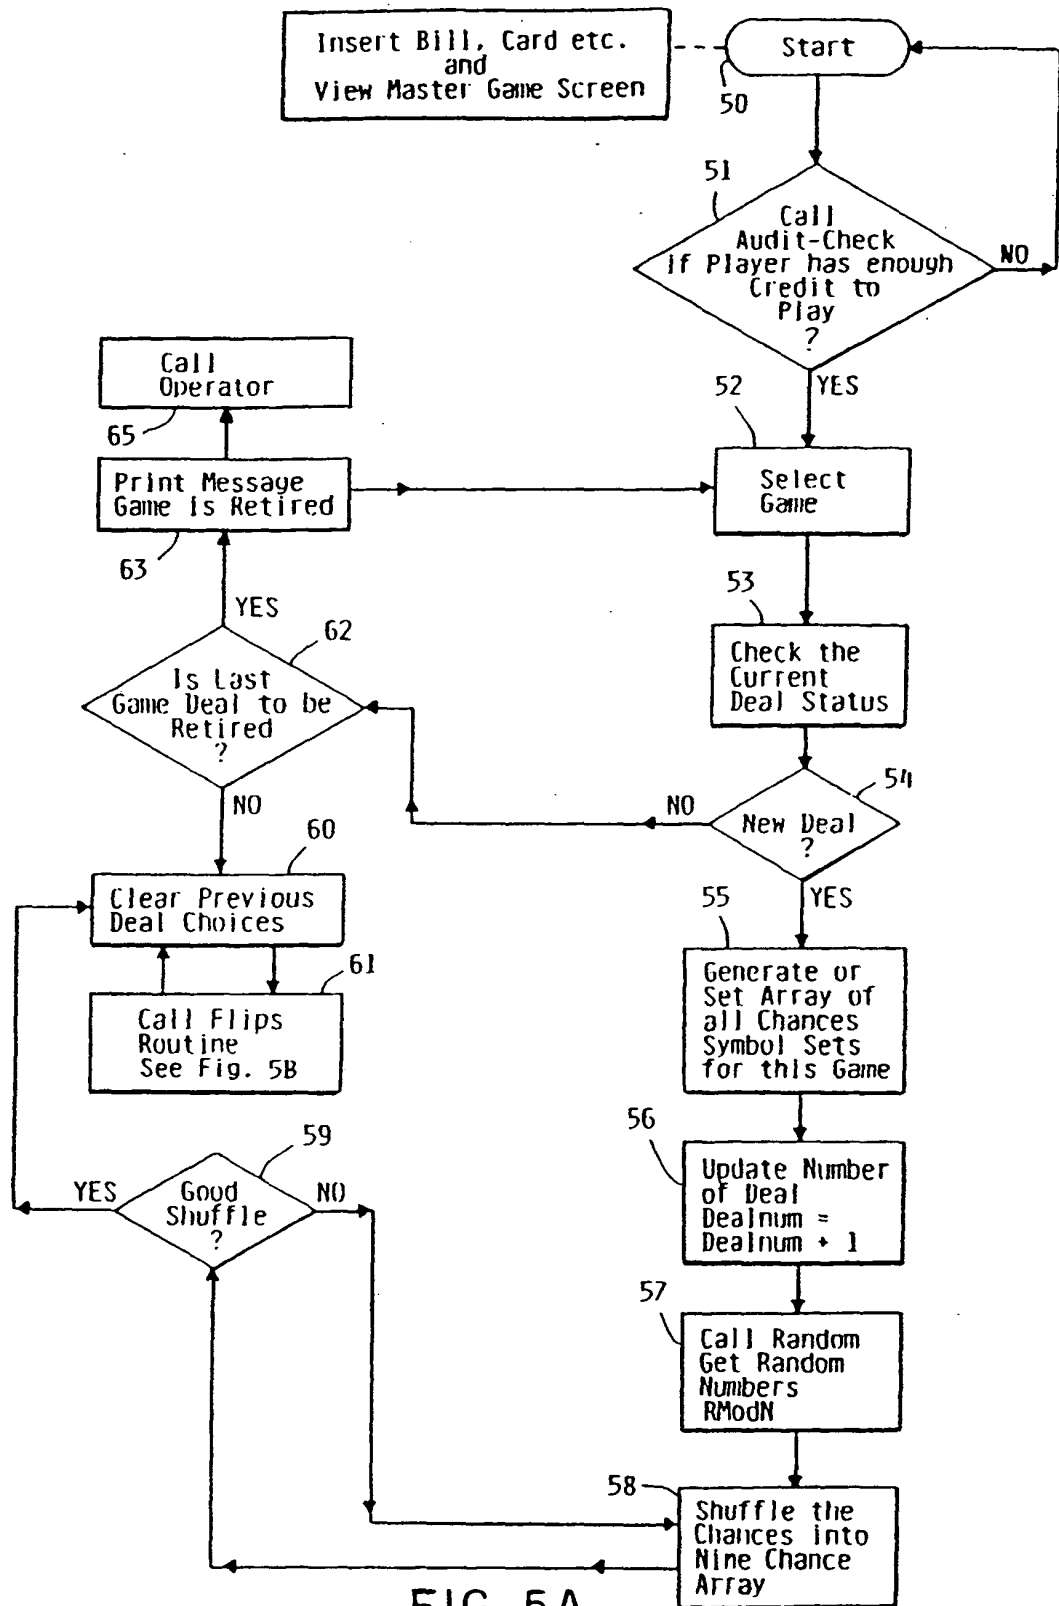 Insert Bill, Card etc.
and
View Master Game Screen
Start
50
51
Call
Audit-Check
if Player has enough
Credit to
Play
?
NO
YES
Call
Operator
65
52
Print Message
Game is Retired
63
Select
Game
53
YES
62
Is Last
Game Deal to be
Retired
?
Check the
Current
Deal Status
54
NO
NO
New Deal
?
YES
60
Clear Previous
Deal Choices
55
61
Call Flips
Routine
See Fig. 5B
Generate or
Set Array of
all Chances
Symbol Sets
for this Game
56
59
YES
Good
Shuffle
?
NO
Update Number
of Deal
Dealnum =
Dealnum + 1
57
Call Random
Get Random
Numbers
RModN
58
Shuffle the
Chances into
Nine Chance
Array
FIG. 5A